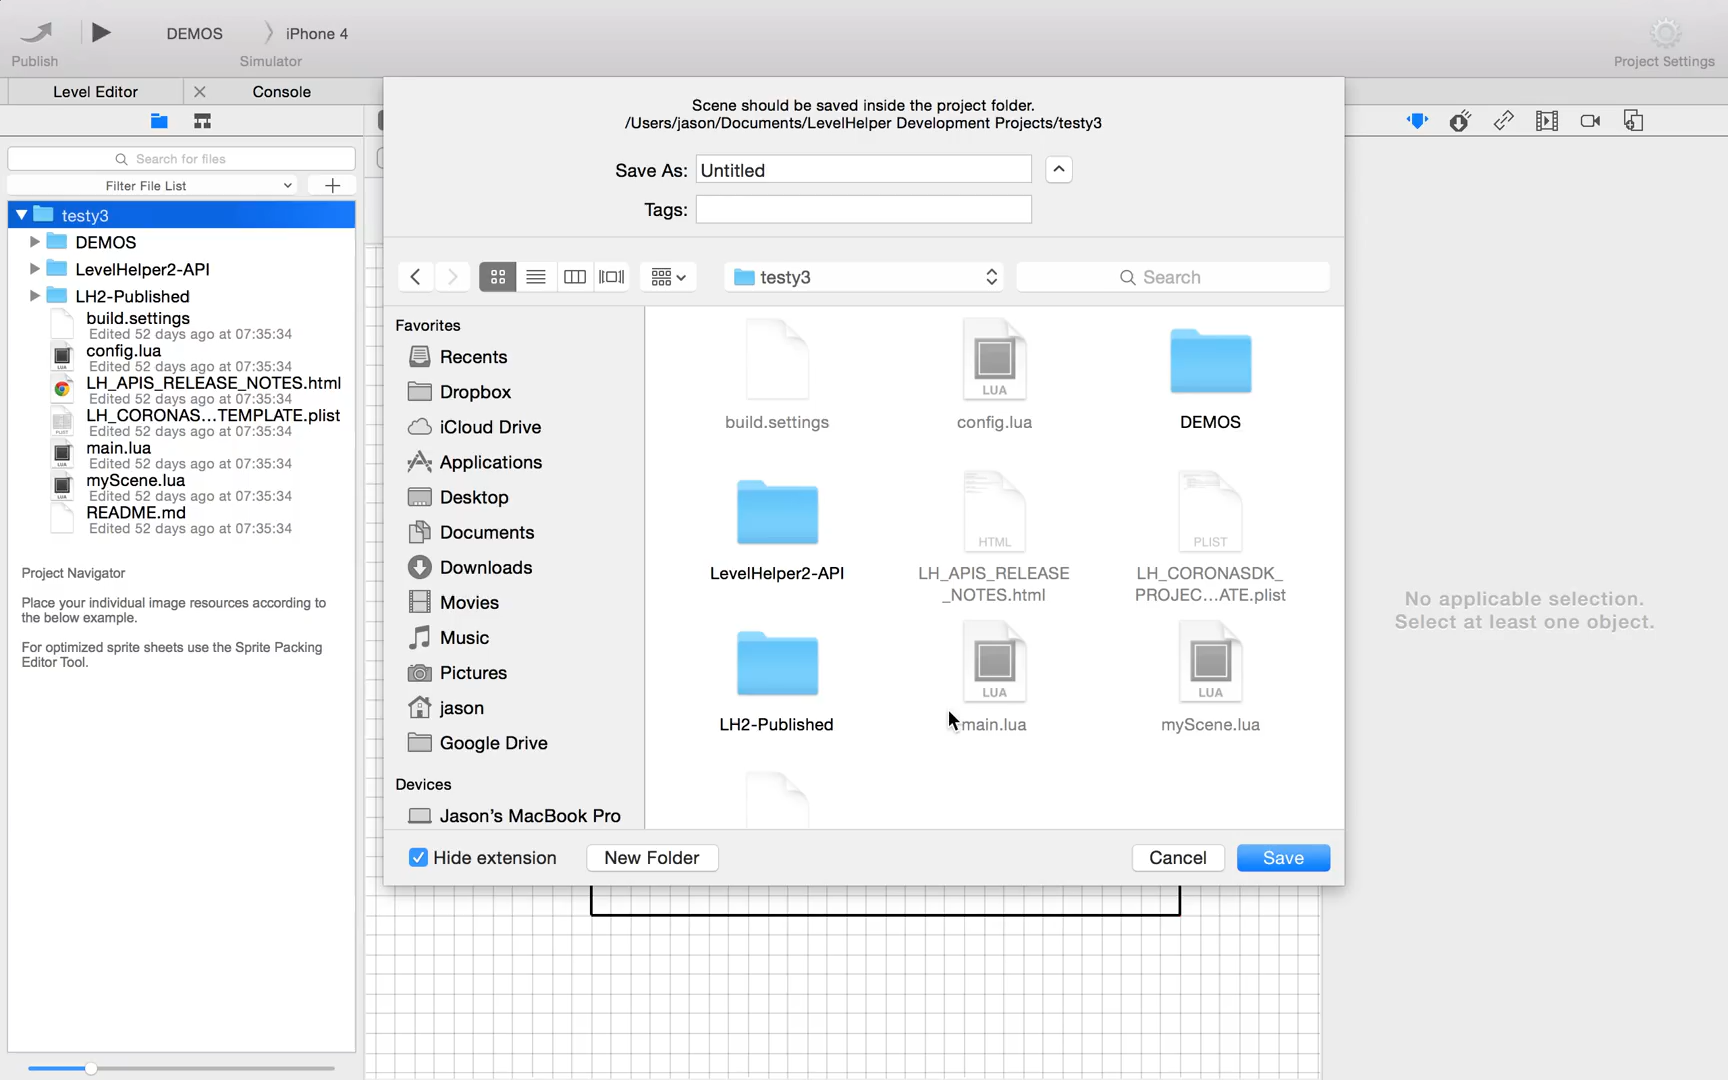 Publish
DEMOS
iPhone 4
Simulator
Project Settings
Level Editor
Console
Search for files
Filter File List
testy3
DEMOS
LevelHelper2-API
LH2-Published
build.settings
Edited 52 days ago at 07:35:34
config.lua
Edited 52 days ago at 07:35:34
LH_APIS_RELEASE_NOTES.html
Edited 52 days ago at 07:35:34
LH_CORONAS...TEMPLATE.plist
Edited 52 days ago at 07:35:34
main.lua
Edited 52 days ago at 07:35:34
myScene.lua
Edited 52 days ago at 07:35:34
README.md
Edited 52 days ago at 07:35:34
Project Navigator
Place your individual image resources according to
the below example.
For optimized sprite sheets use the Sprite Packing
Editor Tool.
Scene should be saved inside the project folder.
/Users/jason/Documents/LevelHelper Development Projects/testy3
Save As: Untitled
Tags:
testy3
Search
Favorites
Recents
Dropbox
iCloud Drive
Applications
Desktop
Documents
Downloads
Movies
Music
Pictures
jason
Google Drive
Devices
Jason's MacBook Pro
LUA
build.settings
config.lua
DEMOS
HTML
PLIST
LevelHelper2-API
LH_APIS_RELEASE
_NOTES.html
LH_CORONASDK_
PROJEC...ATE.plist
LUA
LUA
LH2-Published
main.lua
myScene.lua
Hide extension
New Folder
Cancel
Save
No applicable selection.
Select at least one object.